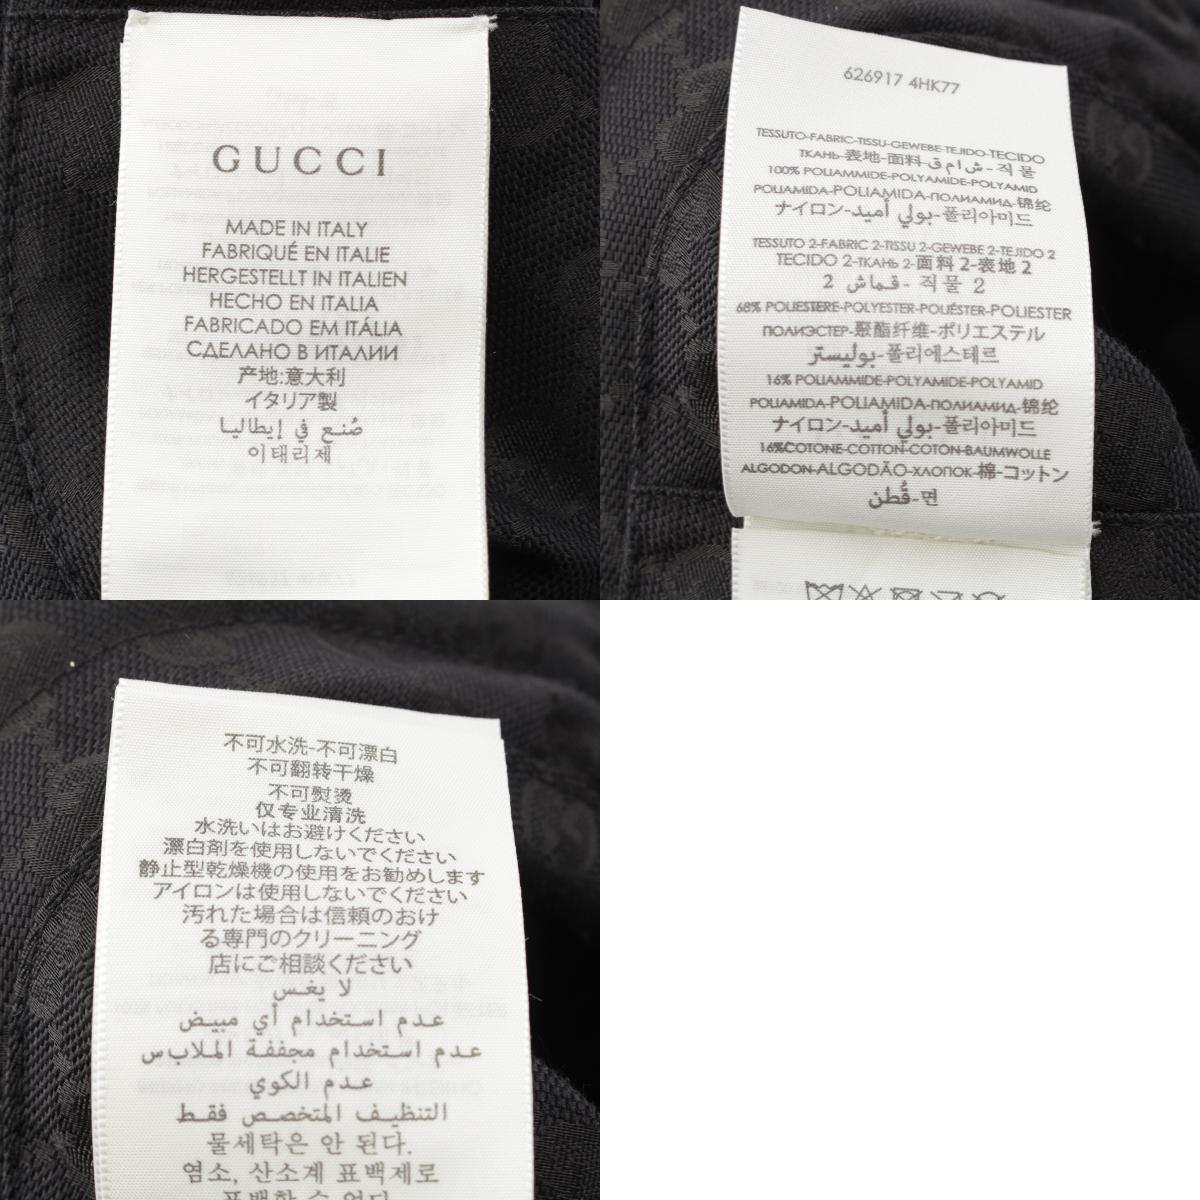 GUCCI
MADE IN ITALY
FABRIQUÉ EN ITALIE
HERGESTELLT IN ITALIEN
HECHO EN ITALIA
FABRICADO EM ITÁLIA
СДЕЛАНО В ИТАЛИИ
产地:意大利
イタリア製
صُنع في إيطاليا
이태리제
626917 4HK77
TESSUTO-FABRIC-TISSU-GEWEBE-TEJIDO-TECIDO
ТКАНЬ-表地-面料-ق م ا ش-직물
100% POLIAMMIDE-POLYAMIDE-POLYAMID
POLIAMIDA-POLIAMIDA-ПОЛИАМИД-锦纶
ナイロン-بولي أميد-폴리아미드
TESSUTO 2-FABRIC 2-TISSU 2-GEWEBE 2-TEJIDO 2
TECIDO 2-ТКАНЬ 2-面料 2-表地 2
2 قماش - 직물 2
68% POLIESTERE-POLYESTER-POLIÉSTER-POLIESTER
ПОЛИЭСТЕР-聚酯纤维-ポリエステル
بوليستر-폴리에스테르
16% POLIAMMIDE-POLYAMIDE-POLYAMID
POLIAMIDA-POLIAMIDA-ПОЛИАМИД-锦纶
ナイロン-بولي أميد-폴리아미드
16%COTONE-COTTON-COTON-BAUMWOLLE
ALGODON-ALGODÃO-ХЛОПОК-棉-コットン
قُطن-면
不可水洗-不可漂白
不可翻转干燥
不可熨烫
仅专业清洗
水洗いはお避けください
漂白剤を使用しないでください
静止型乾燥機の使用をお勧めします
アイロンは使用しないでください
汚れた場合は信頼のおけ
る専門のクリーニング
店にご相談ください
لا يغسل
عدم استخدام أي مبيض
عدم استخدام مجففة الملابس
عدم الكوي
التنظيف المتخصص فقط
물세탁은 안 된다.
염소, 산소계 표백제로
표백할 수 없다